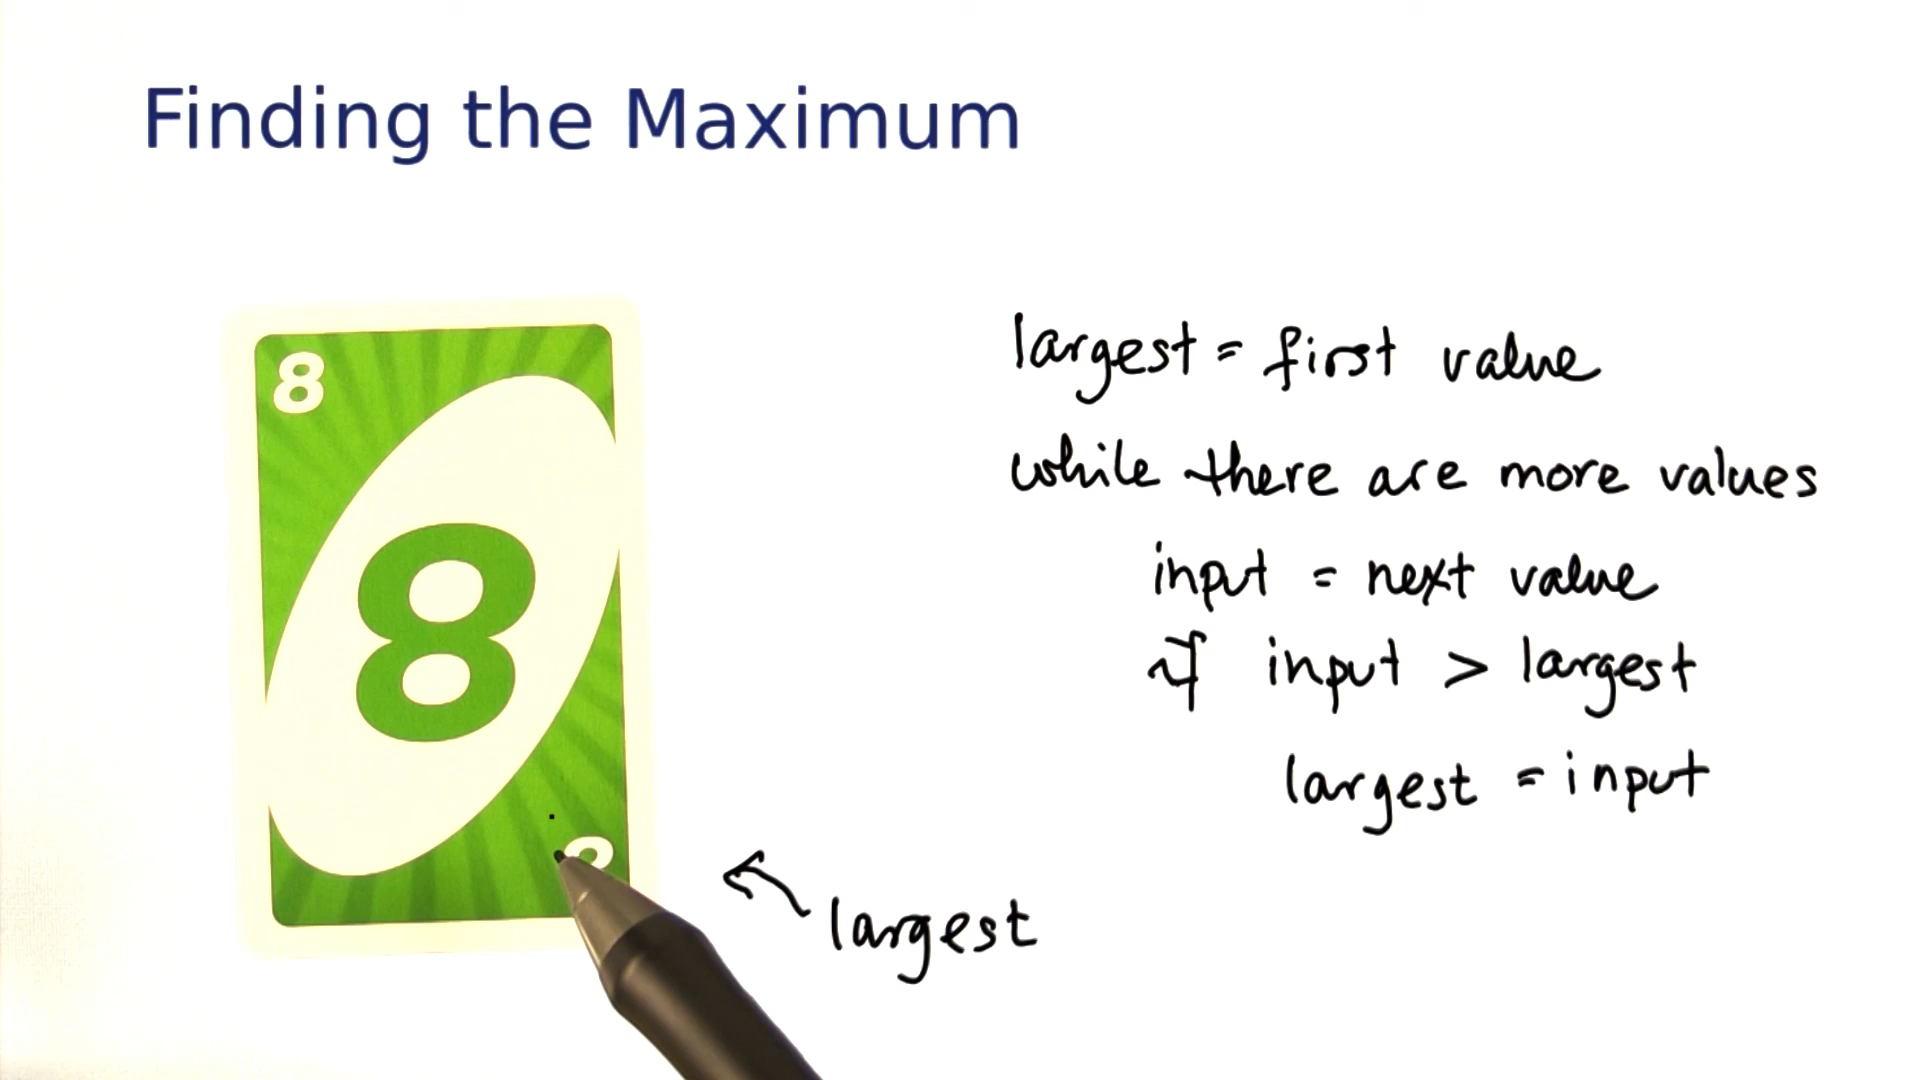 Finding the Maximum
8
8
8
largest = first value
while there are more values
input = next value
if input > largest
largest = input
largest